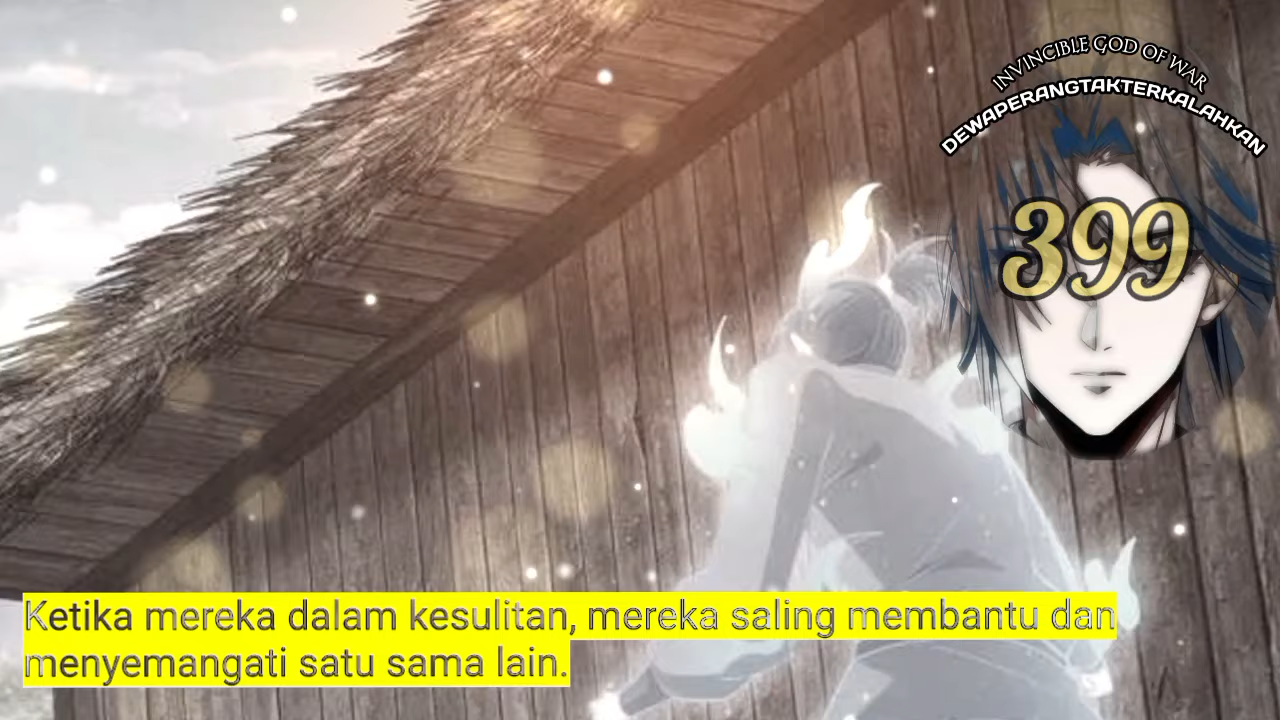 INVINCIBLE GOD OF WAR
DEWAPERANGTAKTERKALAHKAN
399
Ketika mereka dalam kesulitan, mereka saling membantu dan
menyemangati satu sama lain.